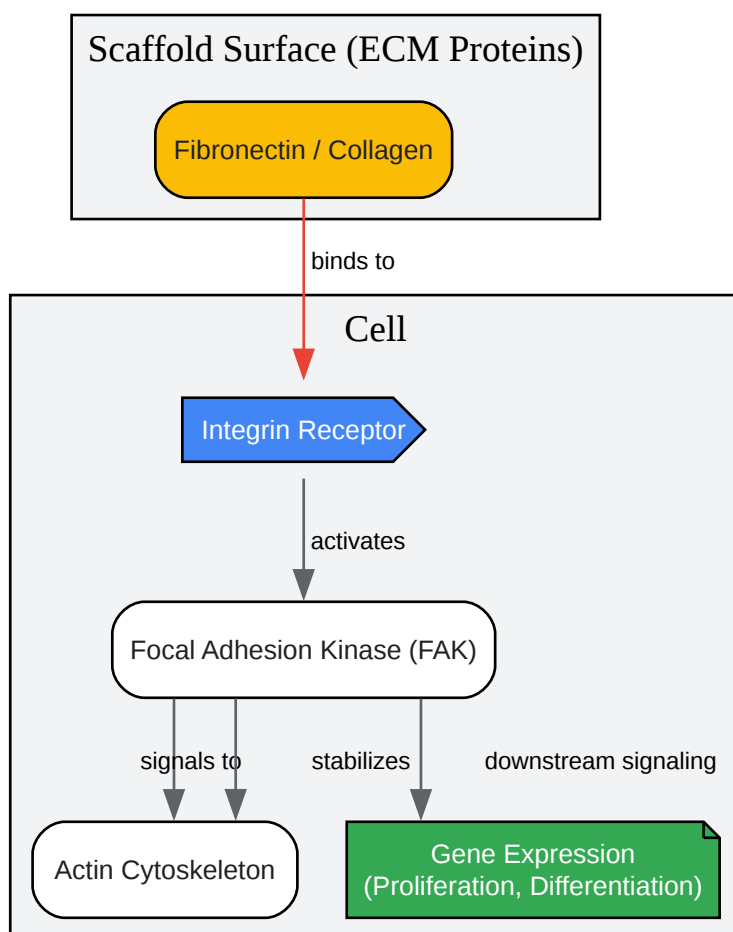 Scaffold Surface (ECM Proteins)
Fibronectin / Collagen
binds to
Cell
Integrin Receptor
activates
Focal Adhesion Kinase (FAK)
signals to
stabilizes
downstream signaling
Actin Cytoskeleton
Gene Expression
(Proliferation, Differentiation)